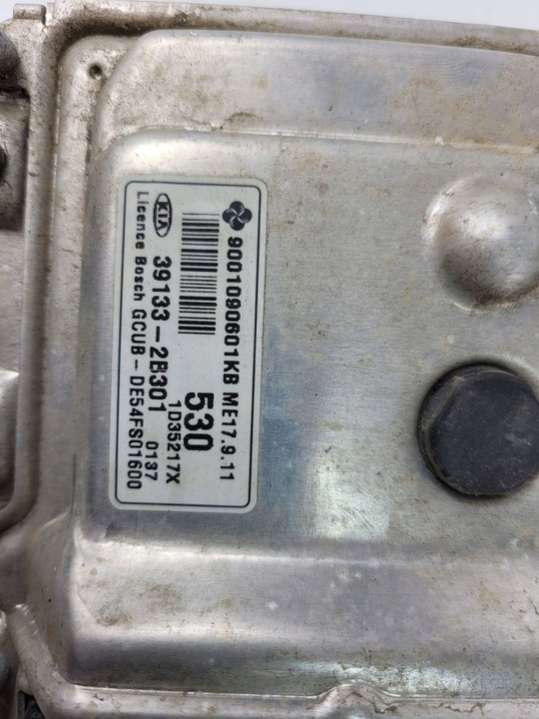 9001090601KB ME17.9.11
530
1D35217X
KIA 39133-2B301 0137
Licence Bosch GCUB-DE54FS01600